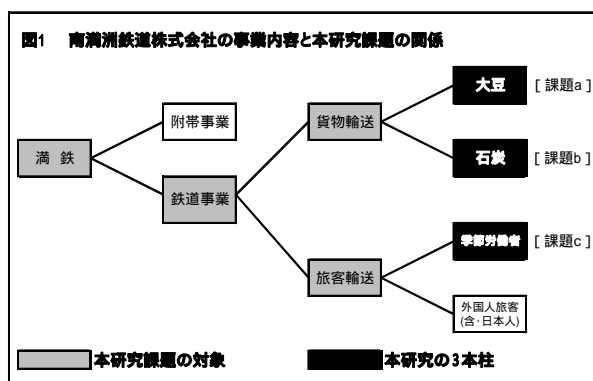 図1 南満洲鉄道株式会社の事業内容と本研究課題の関係
大豆 [課題a]
附帯事業 貨物輸送
満 鉄 石炭 [課題b]
鉄道事業
季節労働者 [課題c]
旅客輸送
外国人旅客
(含・日本人)
本研究課題の対象 本研究の3本柱